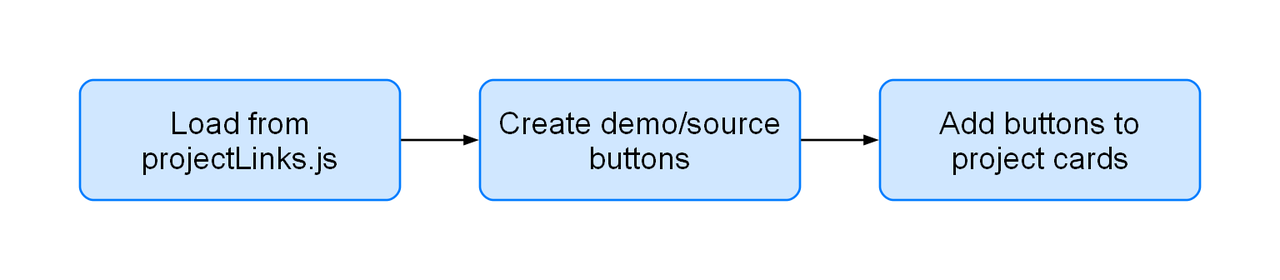 Load from
projectLinks.js
Create demo/source
buttons
Add buttons to
project cards